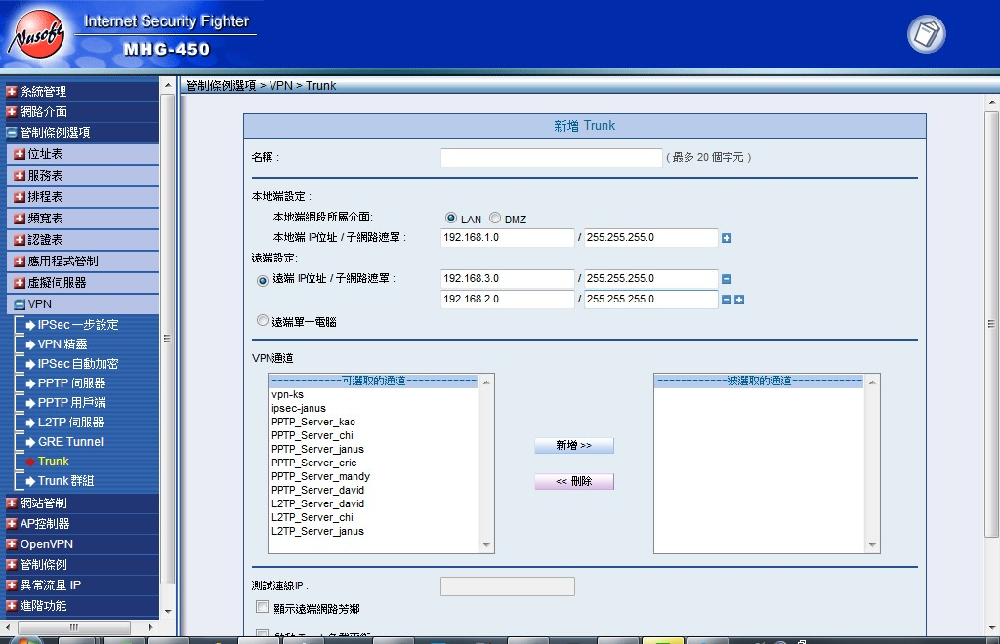 Nusoft
Internet Security Fighter
MHG-450
系統管理
網路介面
管制條例選項
位址表
服務表
排程表
頻寬表
認證表
應用程式管制
虛擬伺服器
VPN
IPSec 一步設定
VPN 精靈
IPSec 自動加密
PPTP 伺服器
PPTP 用戶端
L2TP 伺服器
GRE Tunnel
Trunk
Trunk 群組
網站管制
AP控制器
OpenVPN
管制條例
異常流量 IP
進階功能
管制條例選項 > VPN > Trunk
新增 Trunk
名稱 : ( 最多 20 個字元 )
本地端設定 :
本地端網段所屬介面: LAN DMZ
本地端 IP位址 / 子網路遮罩 : 192.168.1.0 / 255.255.255.0
遠端設定:
遠端 IP位址 / 子網路遮罩 : 192.168.3.0 / 255.255.255.0
192.168.2.0 / 255.255.255.0
遠端單一電腦
VPN通道
============可選取的通道============
vpn-ks
ipsec-janus
PPTP_Server_kao
PPTP_Server_chi
PPTP_Server_janus
PPTP_Server_eric
PPTP_Server_mandy
PPTP_Server_david
L2TP_Server_david
L2TP_Server_chi
L2TP_Server_janus
新增 >>
<< 刪除
============被選取的通道============
測試連線IP :
顯示遠端網路芳鄰